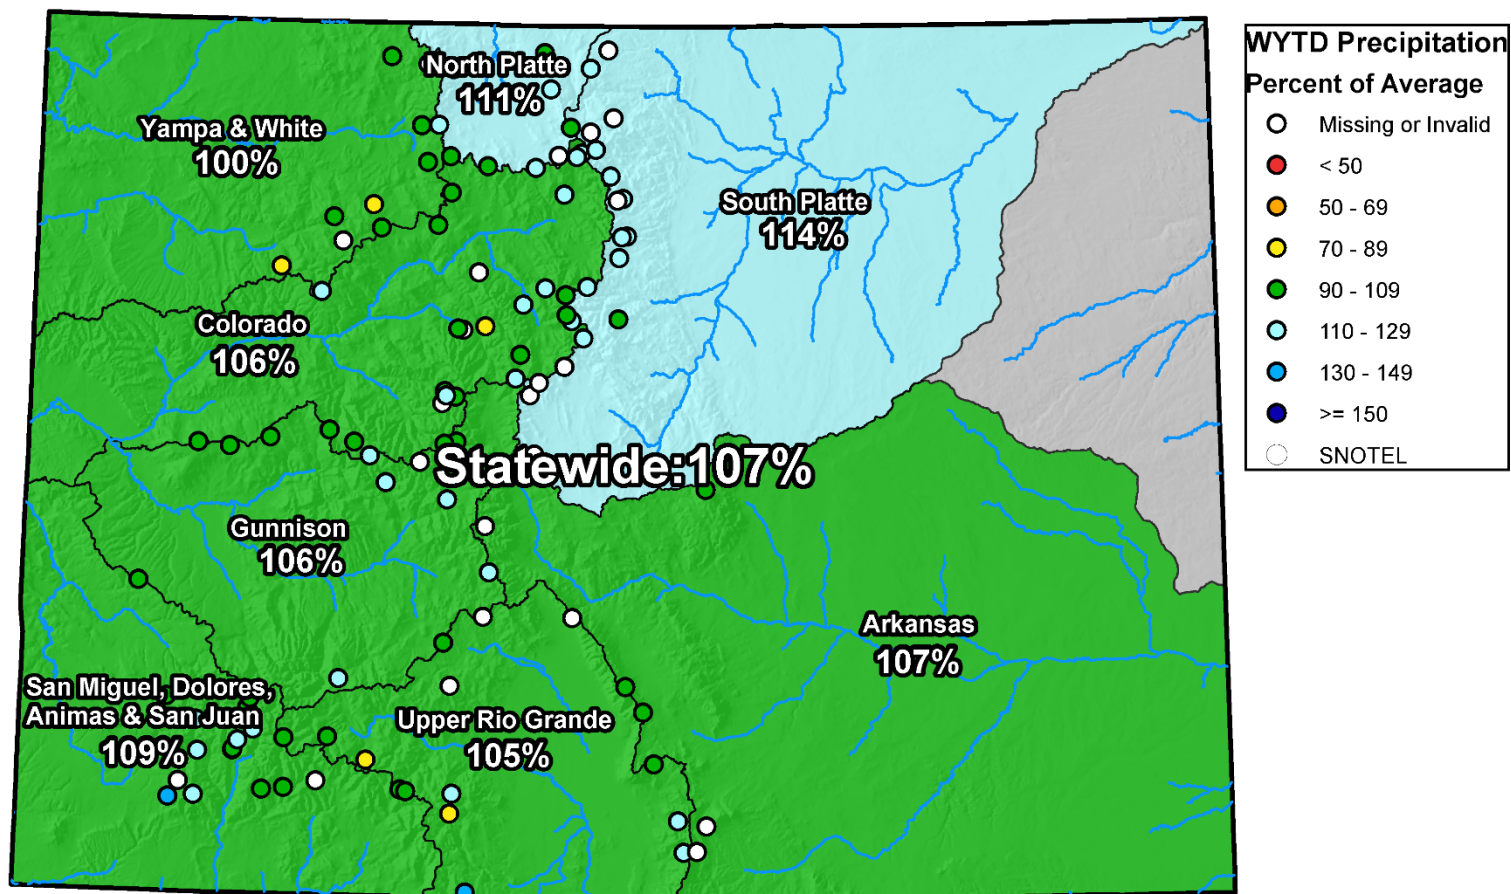 North Platte
111%
Yampa & White
100%
South Platte
114%
Colorado
106%
Statewide:107%
Gunnison
106%
Arkansas
107%
San Miguel, Dolores,
Animas & San Juan
109%
Upper Rio Grande
105%
WYTD Precipitation
Percent of Average
Missing or Invalid
< 50
50 - 69
70 - 89
90 - 109
110 - 129
130 - 149
>= 150
SNOTEL